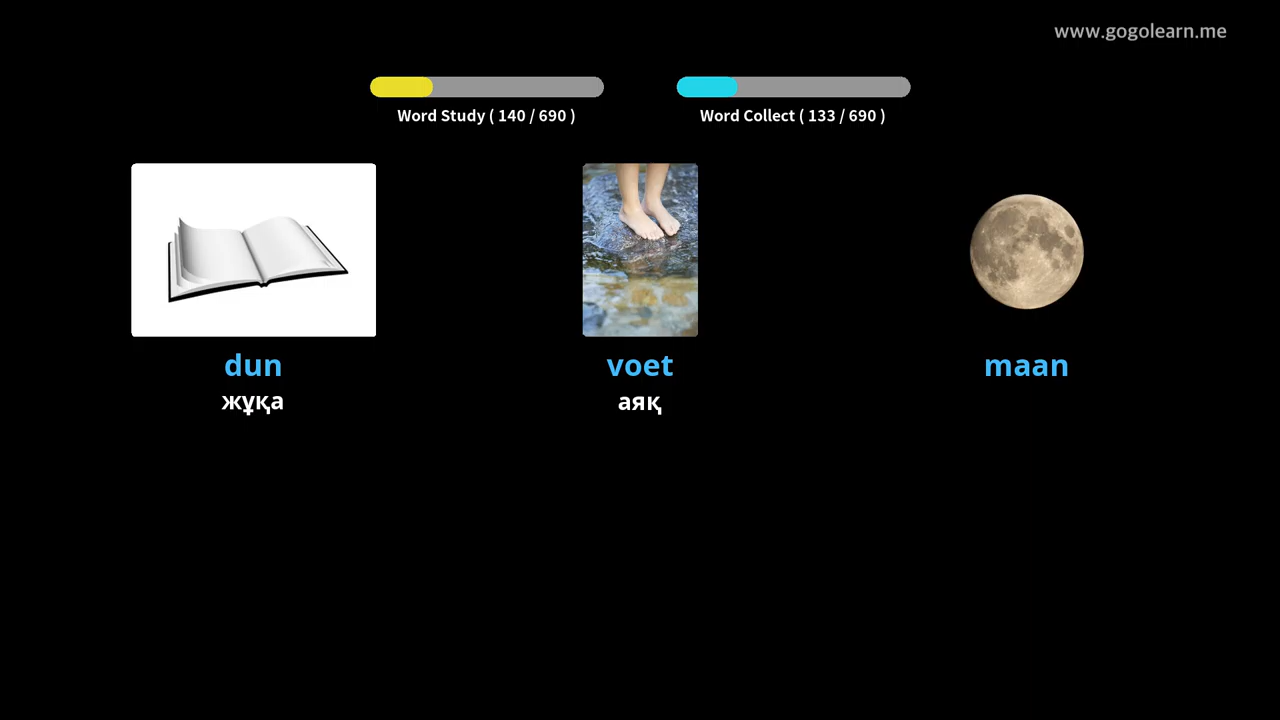 www.gogolearn.me
Word Study ( 140 / 690 )
Word Collect ( 133 / 690 )
dun
voet
maan
жұқа
аяқ